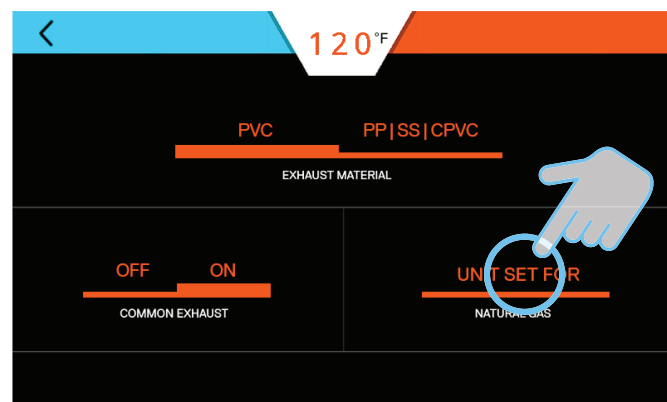 120°F
PVC PP|SS|CPVC
EXHAUST MATERIAL
OFF ON
COMMON EXHAUST
UNIT SET FOR
NATURAL GAS